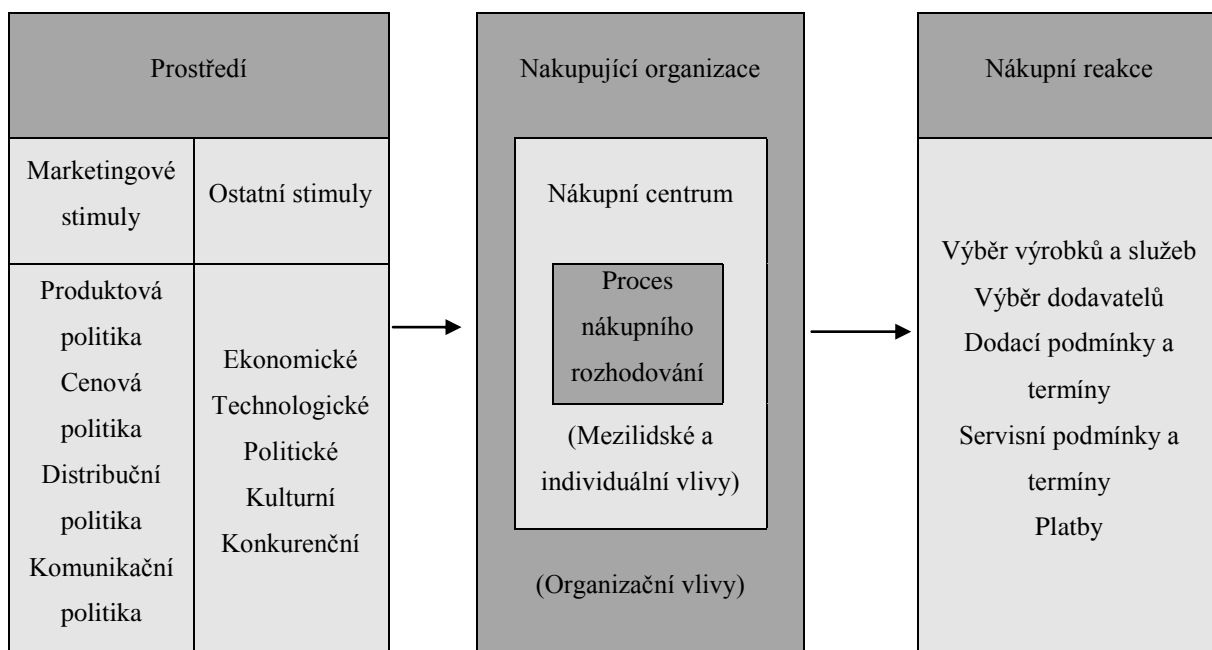 Prostředí
Marketingové
stimuly
Ostatní stimuly
Produktová
politika
Cenová
politika
Distribuční
politika
Komunikační
politika
Ekonomické
Technologické
Politické
Kulturní
Konkurenční
Nakupující organizace
Nákupní centrum
Proces
nákupního
rozhodování
(Mezilidské a
individuální vlivy)
(Organizační vlivy)
Nákupní reakce
Výběr výrobků a služeb
Výběr dodavatelů
Dodací podmínky a
termíny
Servisní podmínky a
termíny
Platby